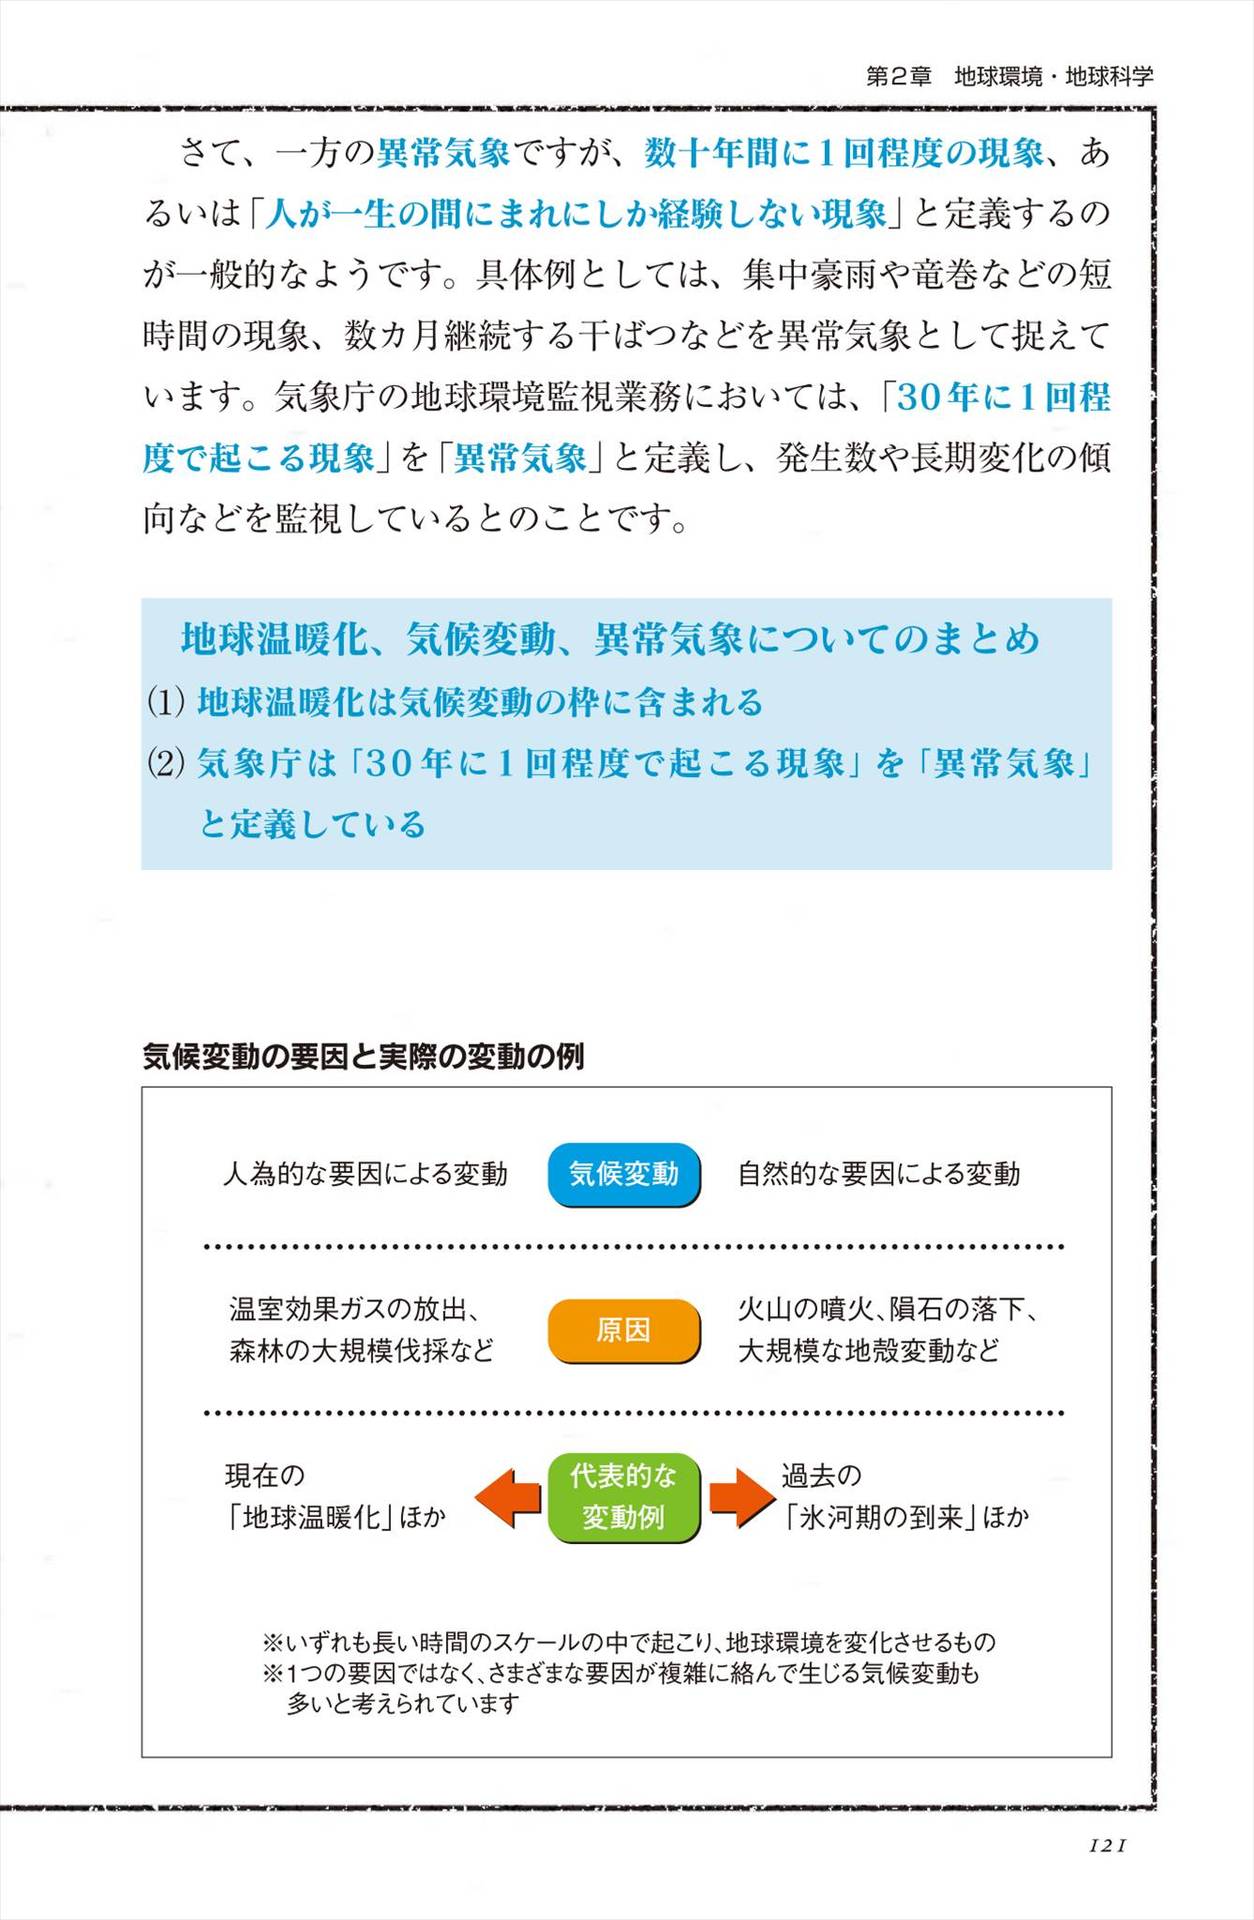 第2章　地球環境・地球科学
さて、一方の異常気象ですが、数十年間に1回程度の現象、あ
るいは「人が一生の間にまれにしか経験しない現象」と定義するの
が一般的なようです。具体例としては、集中豪雨や竜巻などの短
時間の現象、数カ月継続する干ばつなどを異常気象として捉えて
います。気象庁の地球環境監視業務においては、「30年に1回程
度で起こる現象」を「異常気象」と定義し、発生数や長期変化の傾
向などを監視しているとのことです。
地球温暖化、気候変動、異常気象についてのまとめ
(1) 地球温暖化は気候変動の枠に含まれる
(2) 気象庁は「30年に1回程度で起こる現象」を「異常気象」
と定義している
気候変動の要因と実際の変動の例
人為的な要因による変動　気候変動　自然的な要因による変動
温室効果ガスの放出、
森林の大規模伐採など
原因
火山の噴火、隕石の落下、
大規模な地殻変動など
現在の
「地球温暖化」ほか
代表的な
変動例
過去の
「氷河期の到来」ほか
※いずれも長い時間のスケールの中で起こり、地球環境を変化させるもの
※1つの要因ではなく、さまざまな要因が複雑に絡んで生じる気候変動も
多いと考えられています
121